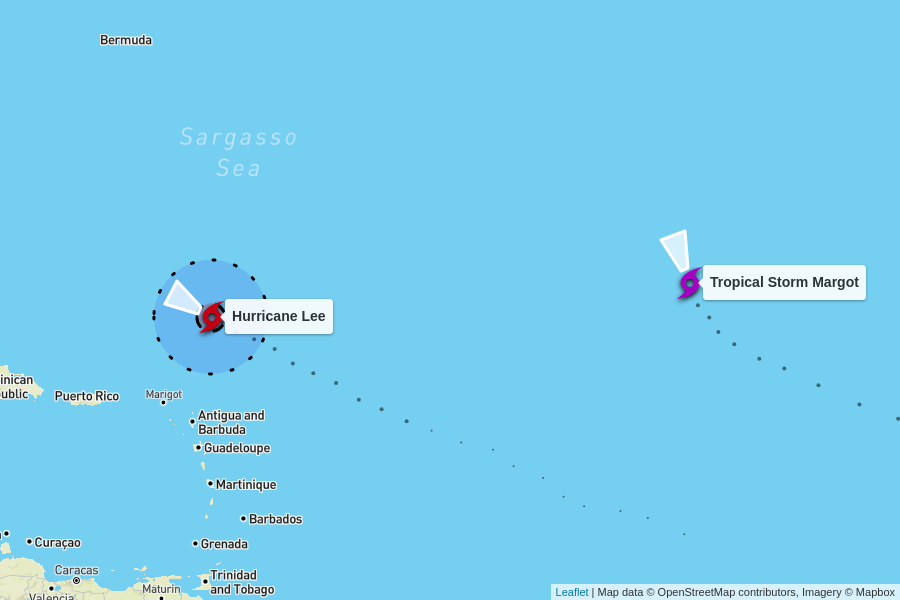 Bermuda
Sargasso
Sea
Tropical Storm Margot
Hurricane Lee
inican
ublic
Puerto Rico
Marigot
Antigua and
Barbuda
Guadeloupe
Martinique
Barbados
Curaçao
Grenada
Caracas
Trinidad
and Tobago
Maturin
Valencia
Leaflet | Map data © OpenStreetMap contributors, Imagery © Mapbox